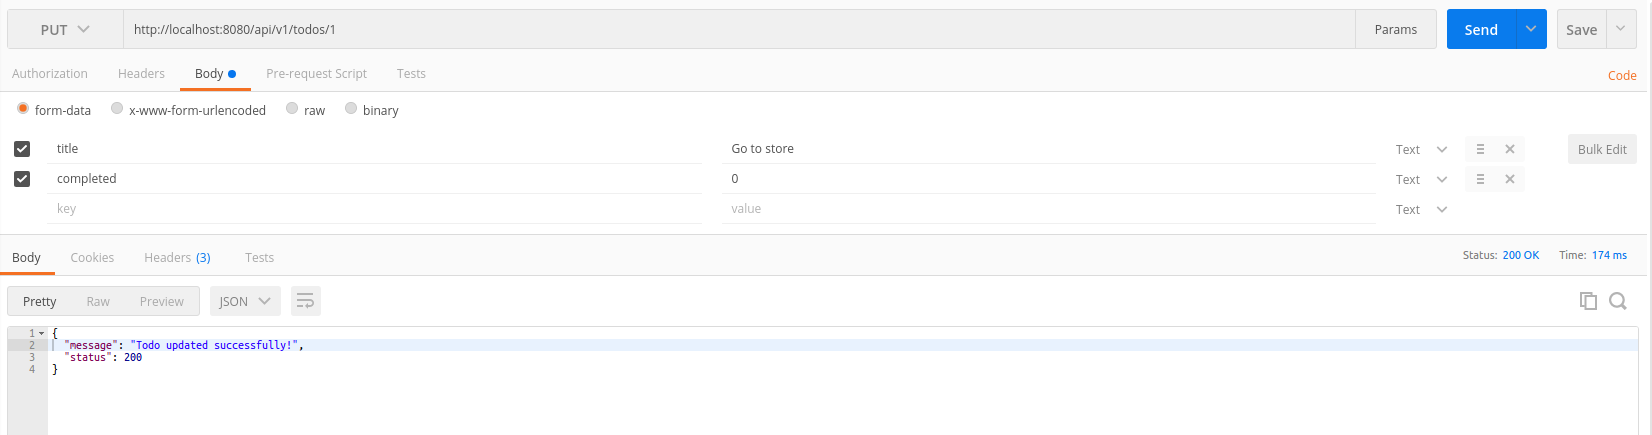 PUT http://localhost:8080/api/v1/todos/1 Params Send Save
Authorization Headers Body Pre-request Script Tests Code
form-data x-www-form-urlencoded raw binary
title Go to store Text Bulk Edit
completed 0 Text
key value Text
Body Cookies Headers (3) Tests Status: 200 OK Time: 174 ms
Pretty Raw Preview JSON
1 {
2 "message": "Todo updated successfully!",
3 "status": 200
4 }